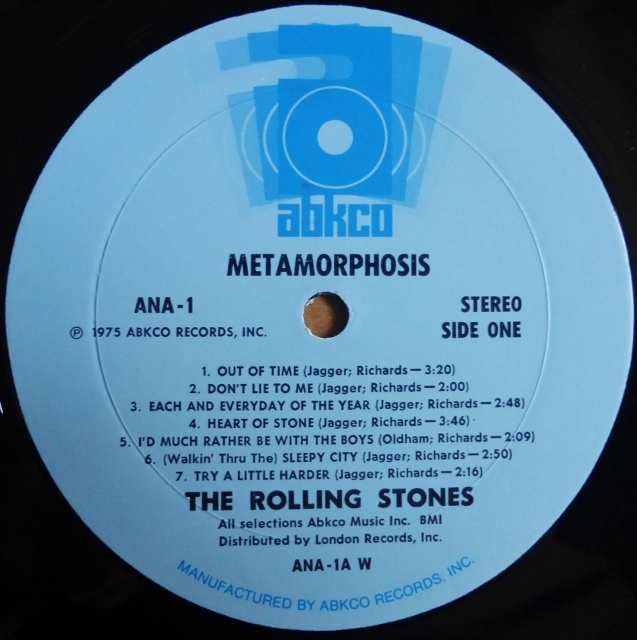 abkco
METAMORPHOSIS
ANA-1
STEREO
℗ 1975 ABKCO RECORDS, INC.
SIDE ONE
1. OUT OF TIME (Jagger; Richards — 3:20)
2. DON'T LIE TO ME (Jagger; Richards — 2:00)
3. EACH AND EVERYDAY OF THE YEAR (Jagger; Richards — 2:48)
4. HEART OF STONE (Jagger; Richards — 3:46)
5. I'D MUCH RATHER BE WITH THE BOYS (Oldham; Richards — 2:09)
6. (Walkin' Thru The) SLEEPY CITY (Jagger; Richards — 2:50)
7. TRY A LITTLE HARDER (Jagger; Richards — 2:16)
THE ROLLING STONES
All selections Abkco Music Inc. BMI
Distributed by London Records, Inc.
ANA-1A W
MANUFACTURED BY ABKCO RECORDS, INC.